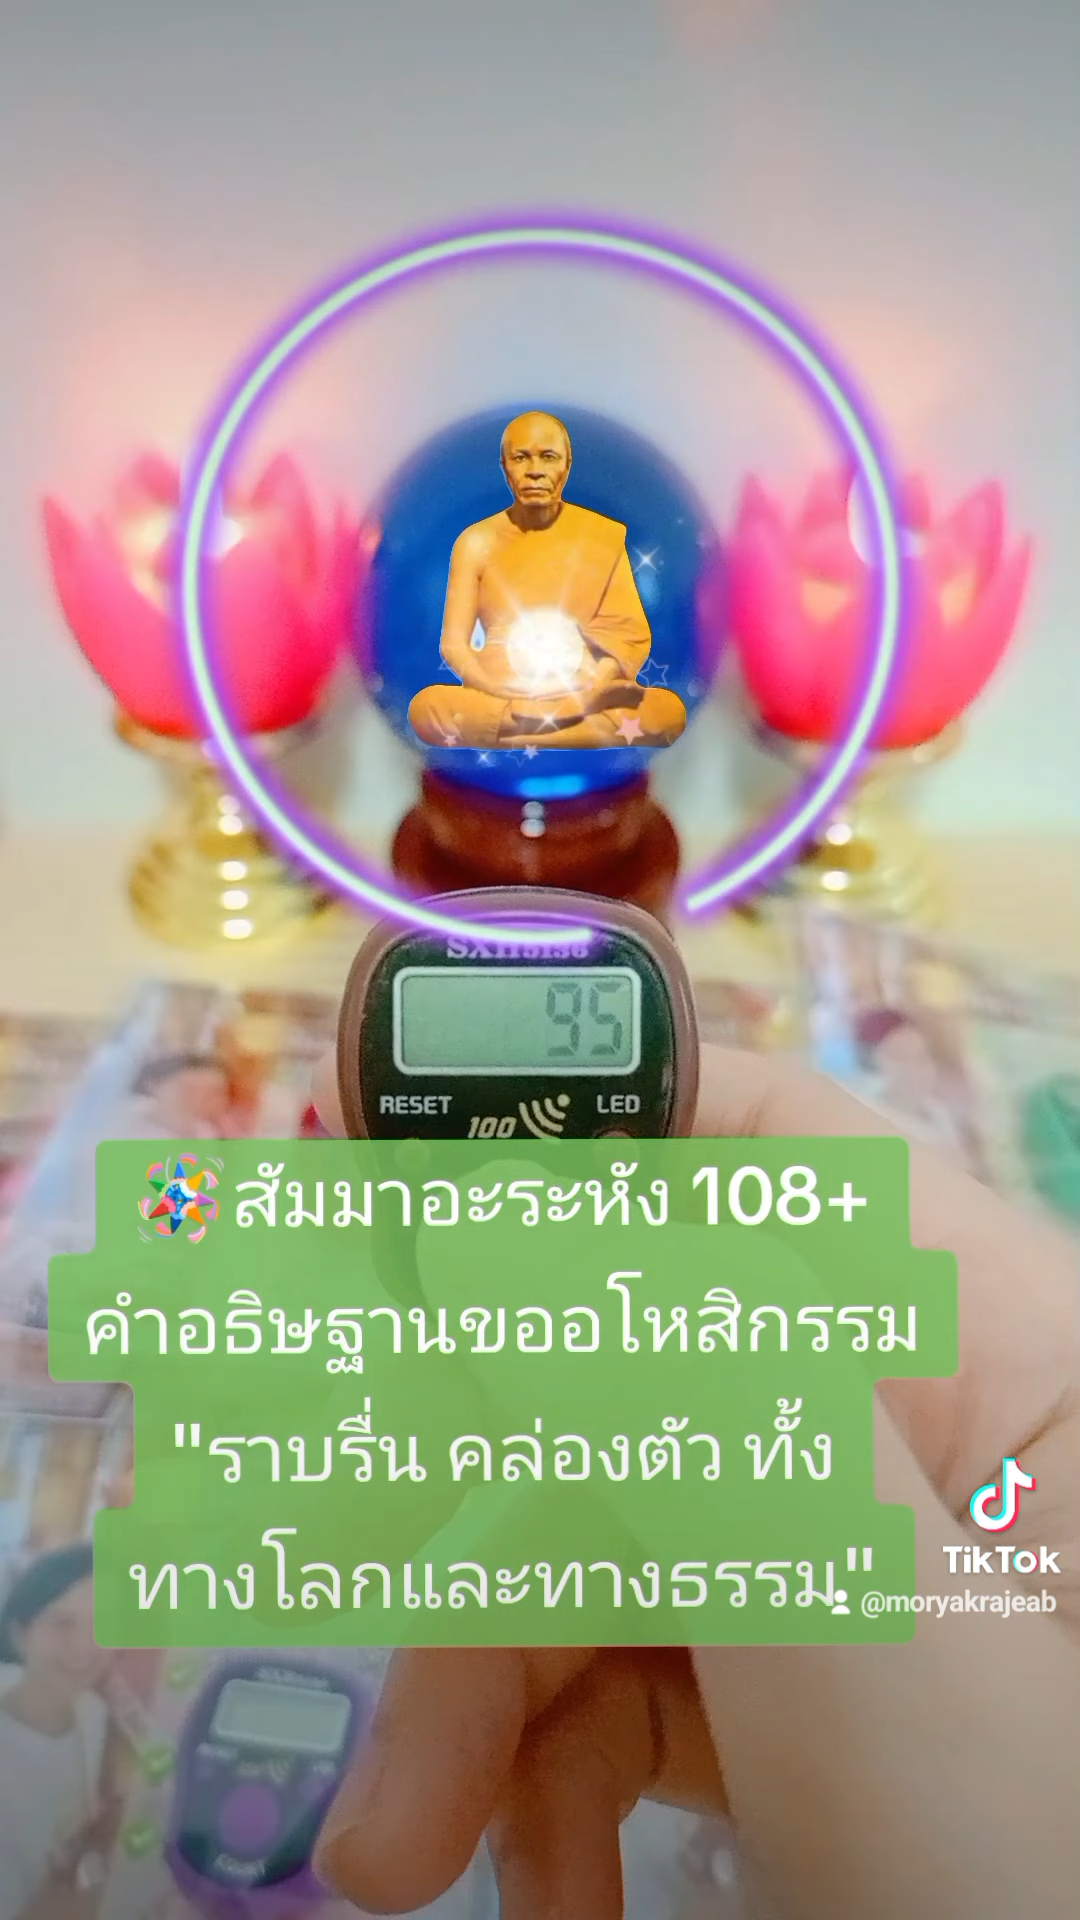 95
RESET
LED
100
สัมมาอะระหัง 108+
คำอธิษฐานขออโหสิกรรม
"ราบรื่น คล่องตัว ทั้ง
ทางโลกและทางธรรม"
TikTok
@moryakrajeab